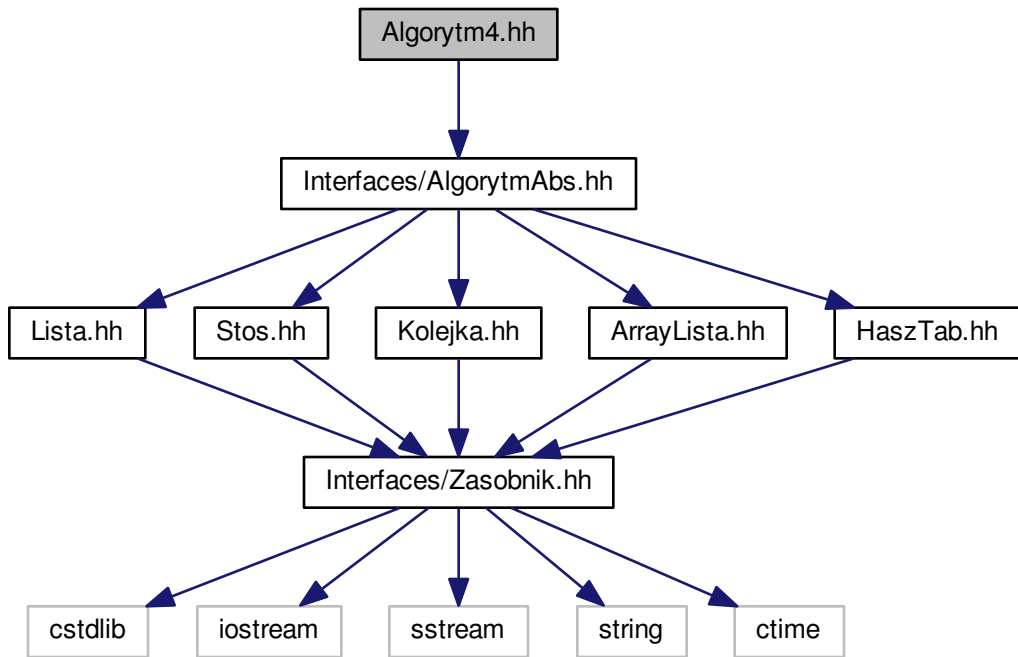 Algorytm4.hh
Interfaces/AlgorytmAbs.hh
Lista.hh
Stos.hh
Kolejka.hh
ArrayLista.hh
HaszTab.hh
Interfaces/Zasobnik.hh
cstdlib
iostream
sstream
string
ctime